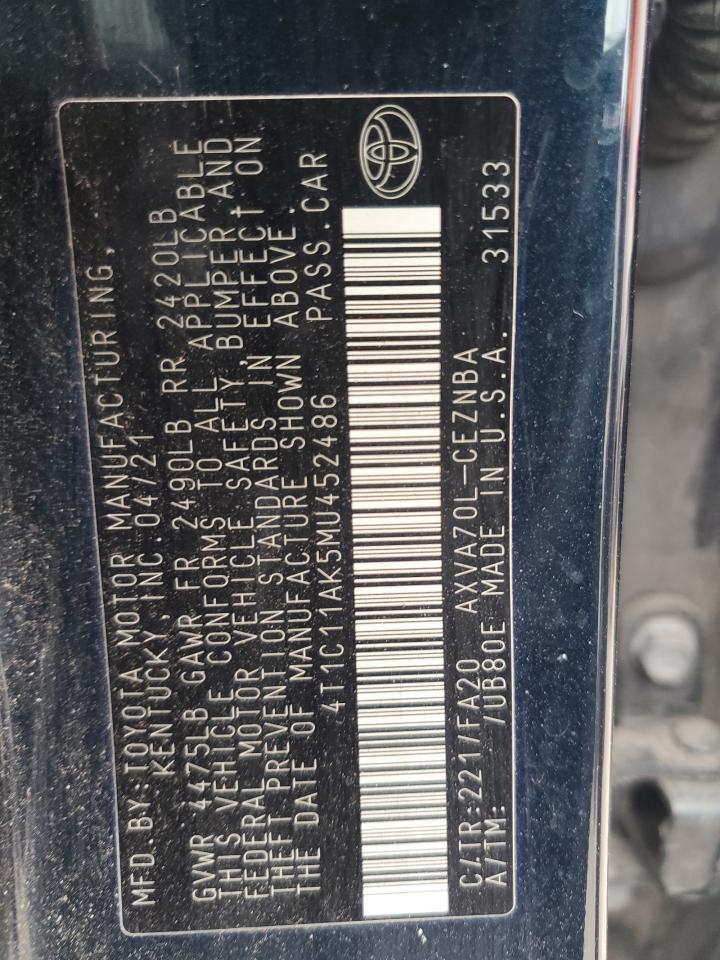 MFD.BY:TOYOTA MOTOR MANUFACTURING,
KENTUCKY, INC.04/21
GVWR 4475LB GAWR FR 2490LB RR 2420LB
THIS VEHICLE CONFORMS TO ALL APPLICABLE
FEDERAL MOTOR VEHICLE SAFETY,BUMPER AND
THEFT PREVENTION STANDARDS IN EFFECT ON
THE DATE OF MANUFACTURE SHOWN ABOVE.
4T1C11AK5MU452486 PASS.CAR
C/TR:221/FA20 AXVA70L-CEZNBA
A/TM: /UB80E MADE IN U.S.A. 31533